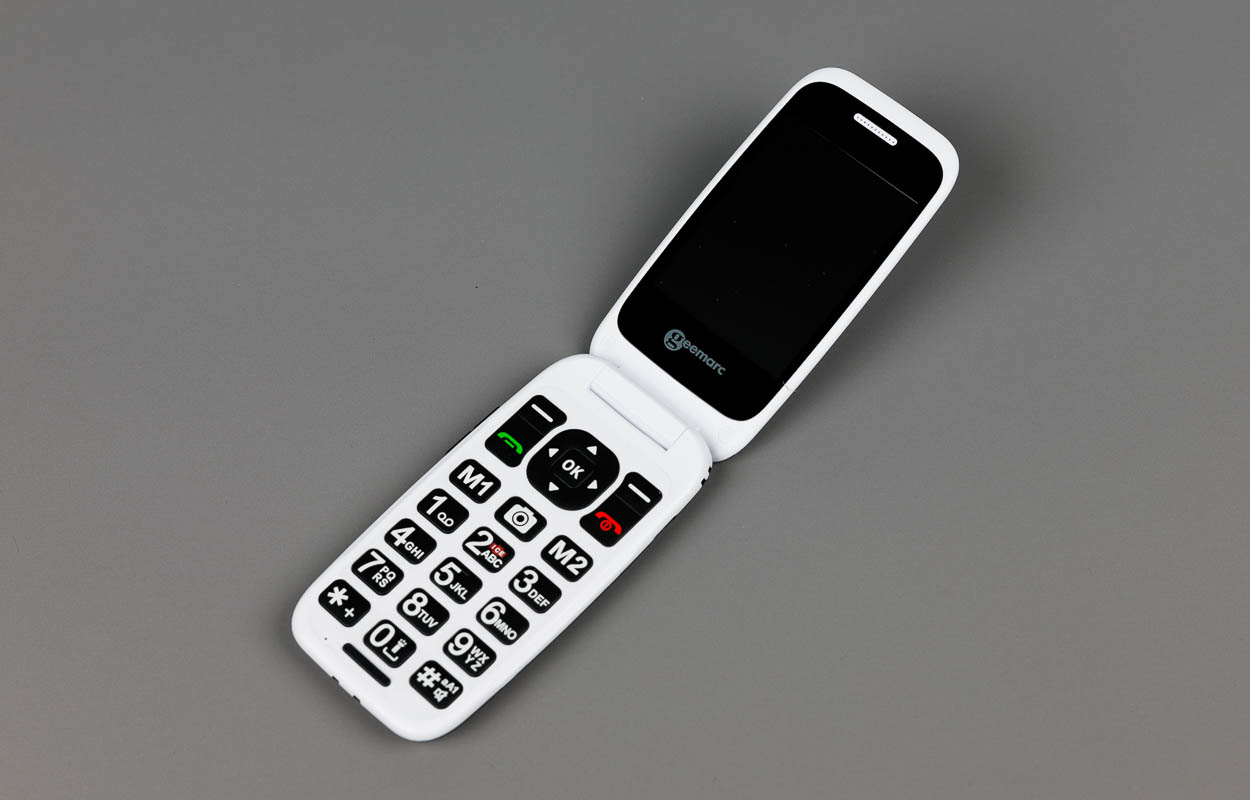 geemarc
OK
M1
M2
1
2 ICE ABC
3 DEF
4 GHI
5 JKL
6 MNO
7 PQ RS
8 TUV
9 WX YZ
* +
0
# aA1